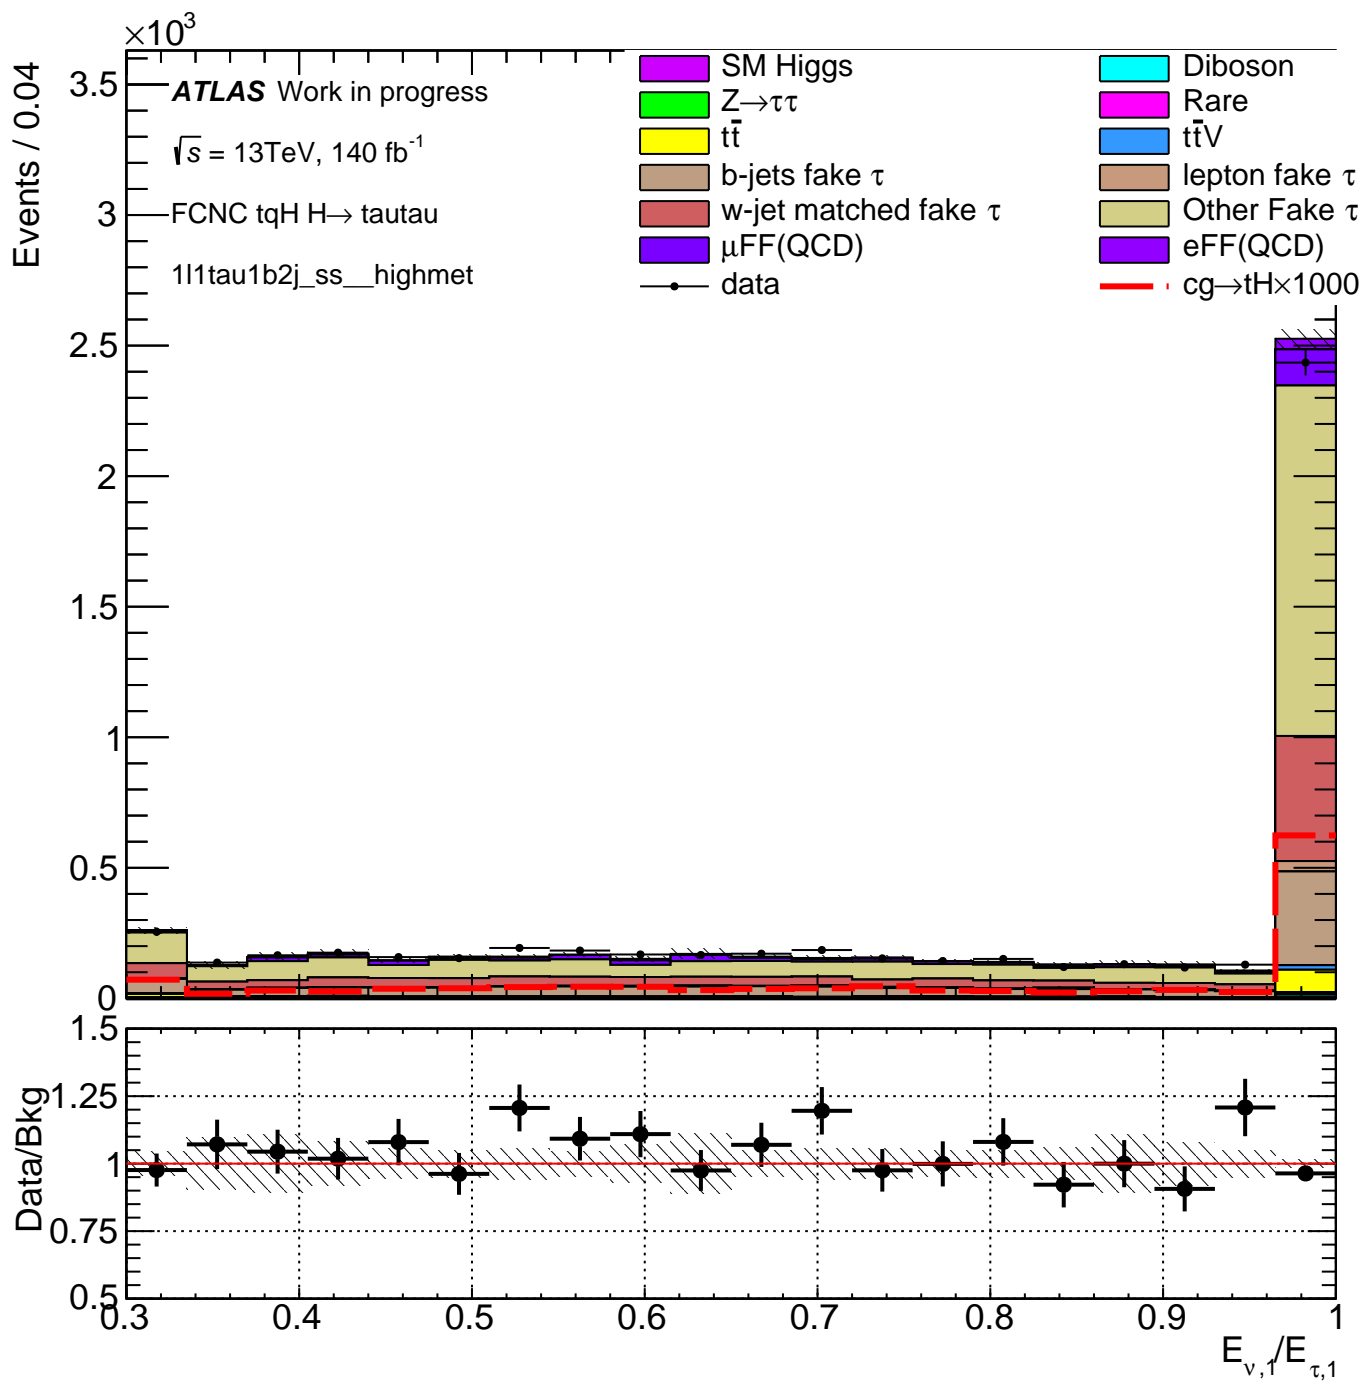 ×10³
Events / 0.04
3.5
3
2.5
2
1.5
1
0.5
0
ATLAS Work in progress
√s = 13TeV, 140 fb⁻¹
FCNC tqH H→ tautau
1l1tau1b2j_ss__highmet
SM Higgs
Z→ττ
tt̄
b-jets fake τ
w-jet matched fake τ
μFF(QCD)
data
Diboson
Rare
tt̄V
lepton fake τ
Other Fake τ
eFF(QCD)
cg→tH×1000
Data/Bkg
1.5
1.25
1
0.75
0.5
0.3 0.4 0.5 0.6 0.7 0.8 0.9 1
E_ν,1/E_τ,1